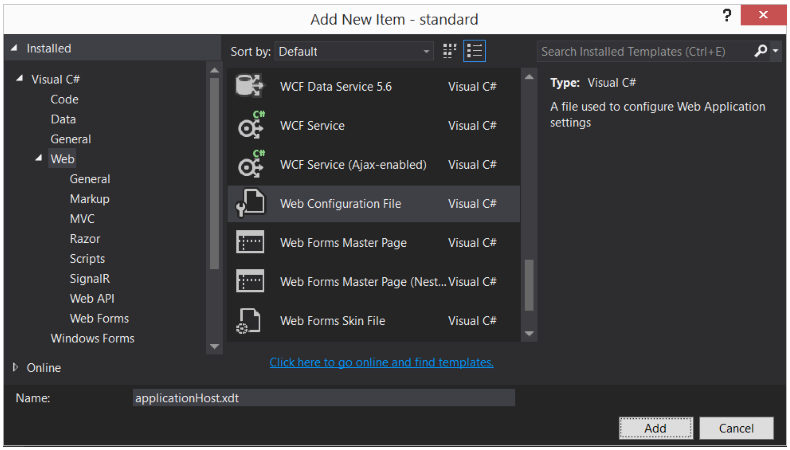 Add New Item - standard
?
x
Installed
Sort by: Default
Search Installed Templates (Ctrl+E)
Visual C#
Code
Data
General
Web
General
Markup
MVC
Razor
Scripts
SignalR
Web API
Web Forms
Windows Forms
Online
WCF Data Service 5.6 Visual C#
C#
WCF Service Visual C#
C#
WCF Service (Ajax-enabled) Visual C#
Web Configuration File Visual C#
Web Forms Master Page Visual C#
Web Forms Master Page (Nest... Visual C#
Web Forms Skin File Visual C#
Type: Visual C#
A file used to configure Web Application
settings
Click here to go online and find templates.
Name: applicationHost.xdt
Add Cancel